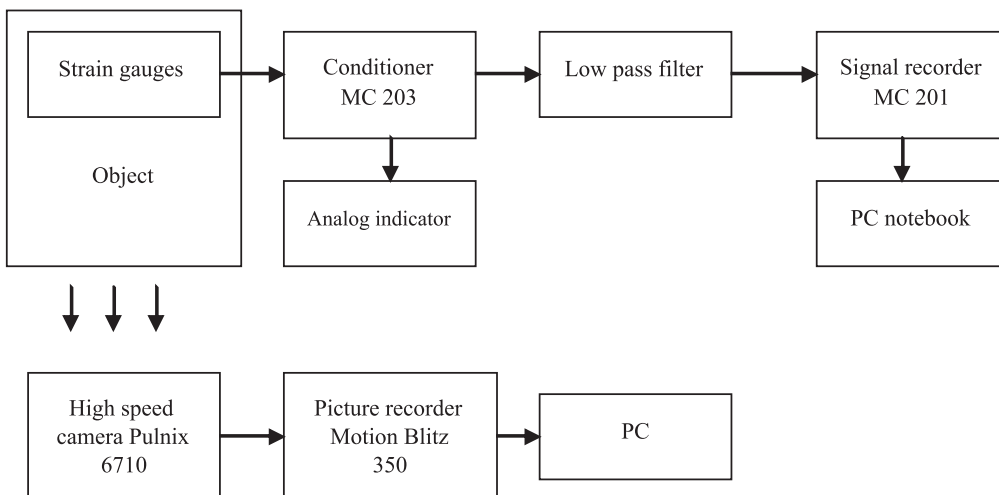 Strain gauges
Object
Conditioner
MC 203
Low pass filter
Signal recorder
MC 201
Analog indicator
PC notebook
High speed
camera Pulnix
6710
Picture recorder
Motion Blitz
350
PC